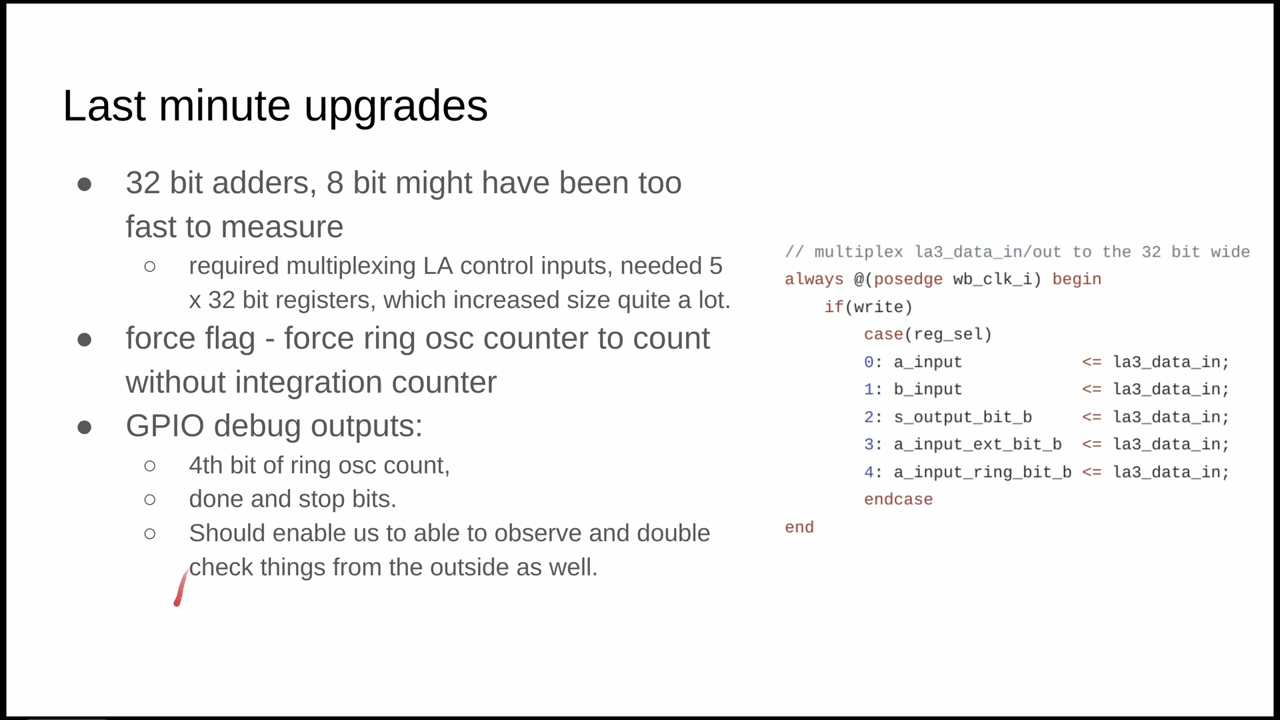 Last minute upgrades
● 32 bit adders, 8 bit might have been too
fast to measure
○ required multiplexing LA control inputs, needed 5
x 32 bit registers, which increased size quite a lot.
● force flag - force ring osc counter to count
without integration counter
● GPIO debug outputs:
○ 4th bit of ring osc count,
○ done and stop bits.
○ Should enable us to able to observe and double
check things from the outside as well.
// multiplex la3_data_in/out to the 32 bit wide
always @(posedge wb_clk_i) begin
    if(write)
        case(reg_sel)
        0: a_input            <= la3_data_in;
        1: b_input            <= la3_data_in;
        2: s_output_bit_b     <= la3_data_in;
        3: a_input_ext_bit_b  <= la3_data_in;
        4: a_input_ring_bit_b <= la3_data_in;
        endcase
end